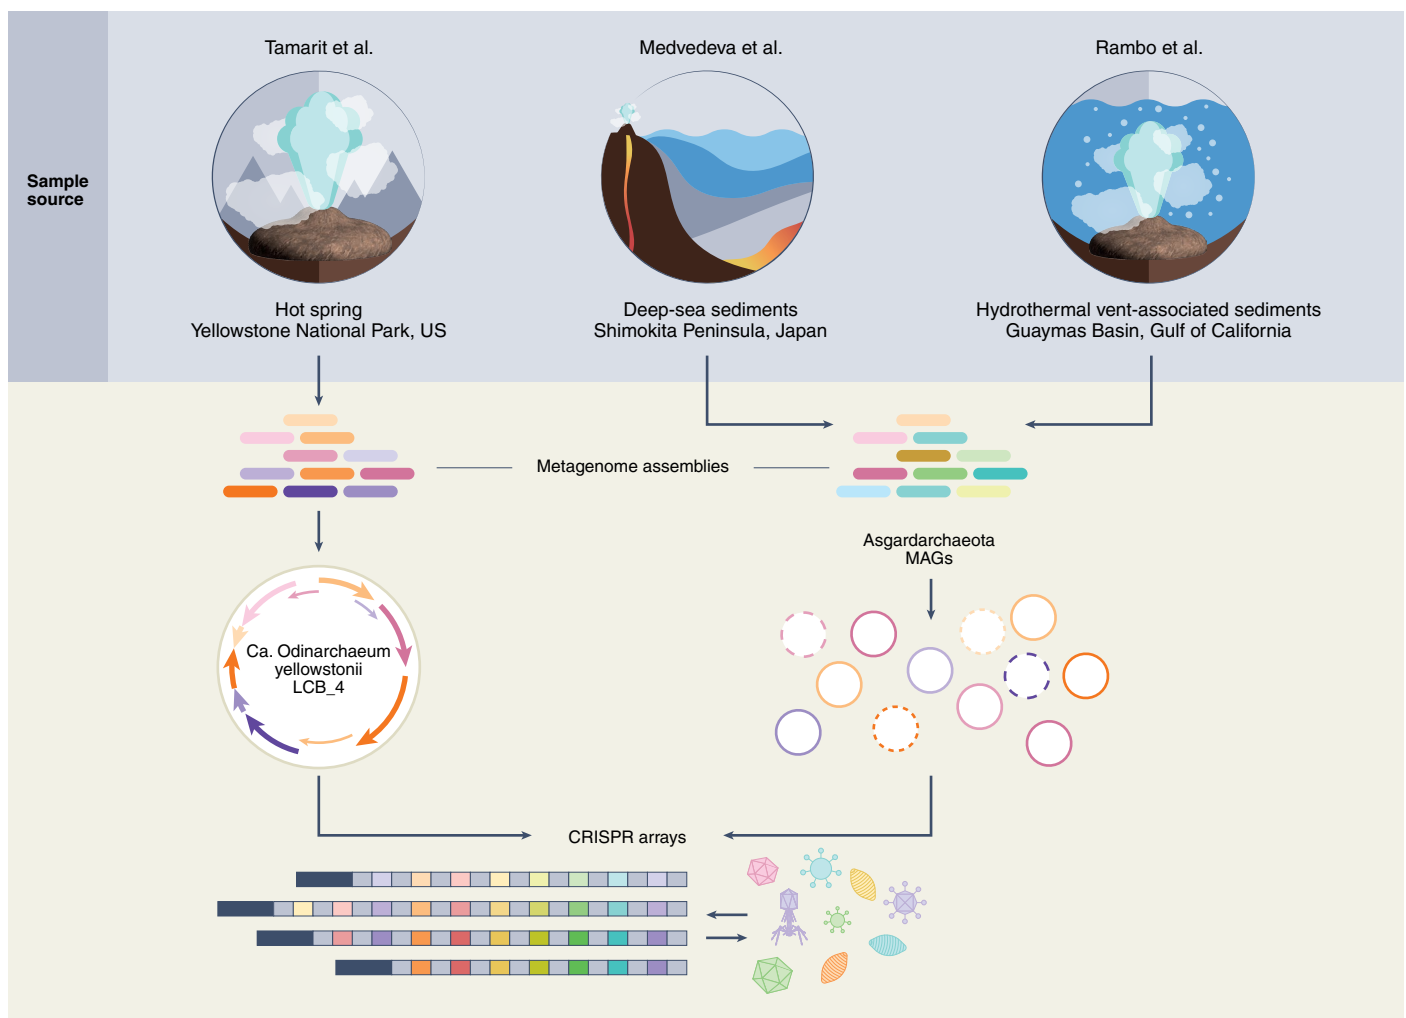 Tamarit et al.
Medvedeva et al.
Rambo et al.
Sample
source
Hot spring
Yellowstone National Park, US
Deep-sea sediments
Shimokita Peninsula, Japan
Hydrothermal vent-associated sediments
Guaymas Basin, Gulf of California
Metagenome assemblies
Asgardarchaeota
MAGs
Ca. Odinarchaeum
yellowstonii
LCB_4
CRISPR arrays